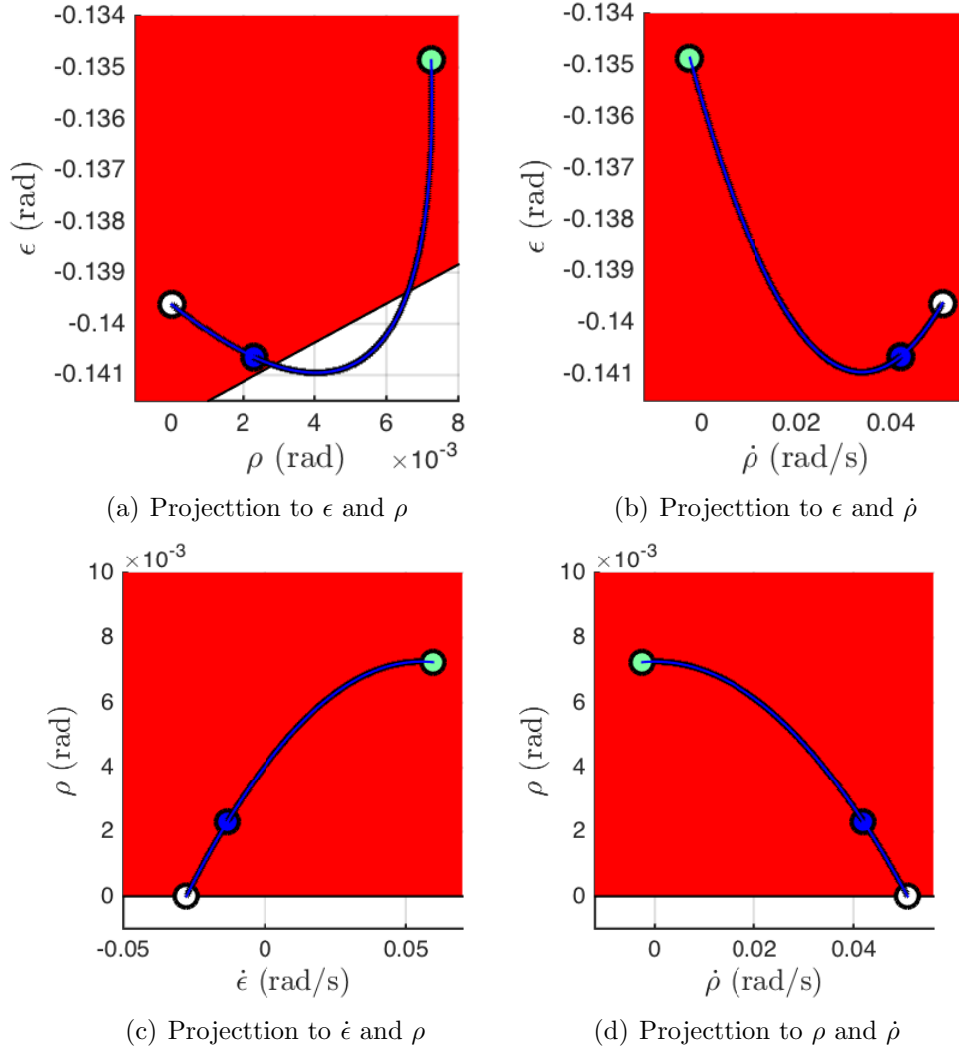 -0.134
-0.135
-0.136
-0.137
-0.138
-0.139
-0.14
-0.141
ϵ (rad)
0 2 4 6 8
ρ (rad) ×10⁻³
(a) Projecttion to ϵ and ρ
-0.134
-0.135
-0.136
-0.137
-0.138
-0.139
-0.14
-0.141
ϵ (rad)
0 0.02 0.04
ρ̇ (rad/s)
(b) Projecttion to ϵ and ρ̇
×10⁻³
10
8
6
4
2
0
ρ (rad)
-0.05 0 0.05
ϵ̇ (rad/s)
(c) Projecttion to ϵ̇ and ρ
×10⁻³
10
8
6
4
2
0
ρ (rad)
0 0.02 0.04
ρ̇ (rad/s)
(d) Projecttion to ρ and ρ̇